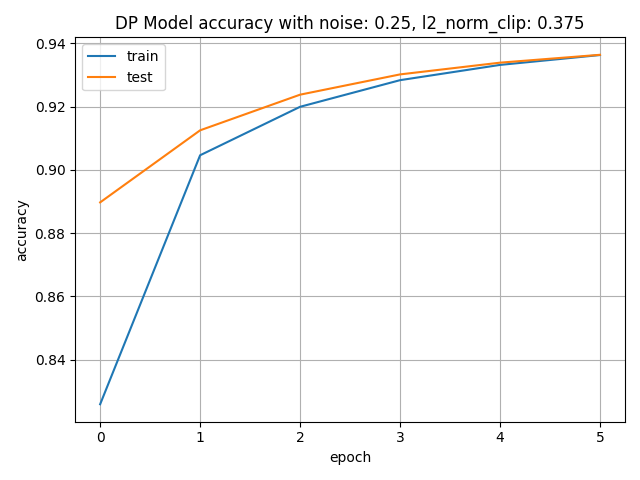 DP Model accuracy with noise: 0.25, l2_norm_clip: 0.375
train
test
accuracy
0.94
0.92
0.90
0.88
0.86
0.84
0 1 2 3 4 5
epoch